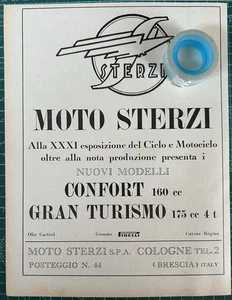 STERZI
MOTO STERZI
Alla XXXI esposizione del Ciclo e Motociclo
oltre alla nota produzione presenta i
NUOVI MODELLI
CONFORT 160 cc
GRAN TURISMO 175 cc 4 t
Olio Castrol Gomme PIRELLI Catene Regina
MOTO STERZI S.P.A. COLOGNE TEL. 2
POSTEGGIO N. 44 (BRESCIA) ITALY